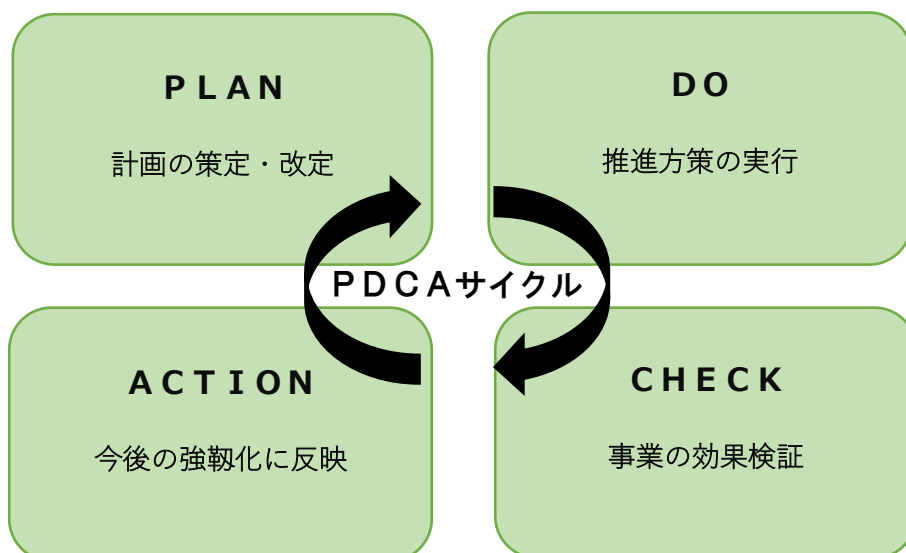 ＰＬＡＮ
計画の策定・改定
ＤＯ
推進方策の実行
ＰＤＣＡサイクル
ＡＣＴＩＯＮ
今後の強靱化に反映
ＣＨＥＣＫ
事業の効果検証